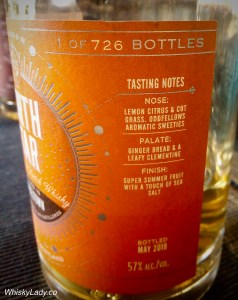 1 OF 726 BOTTLES
TASTING NOTES
NOSE:
LEMON CITRUS & CUT
GRASS, ODDFELLOWS
AROMATIC SWEETIES
PALATE:
GINGER BREAD & A
LEAFY CLEMENTINE
FINISH:
SUPER SUMMER FRUIT
WITH A TOUCH OF SEA
SALT
BOTTLED
MAY 2018
57% ALC./VOL.
WhiskyLady.co